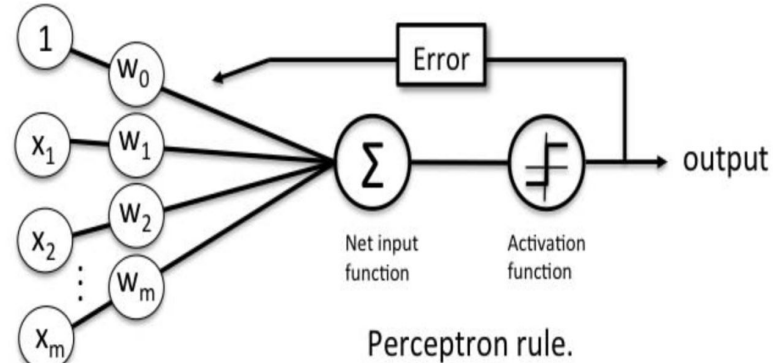 1
w0
Error
x1
w1
Σ
output
x2
w2
Net input
function
Activation
function
⋮
wm
xm
Perceptron rule.